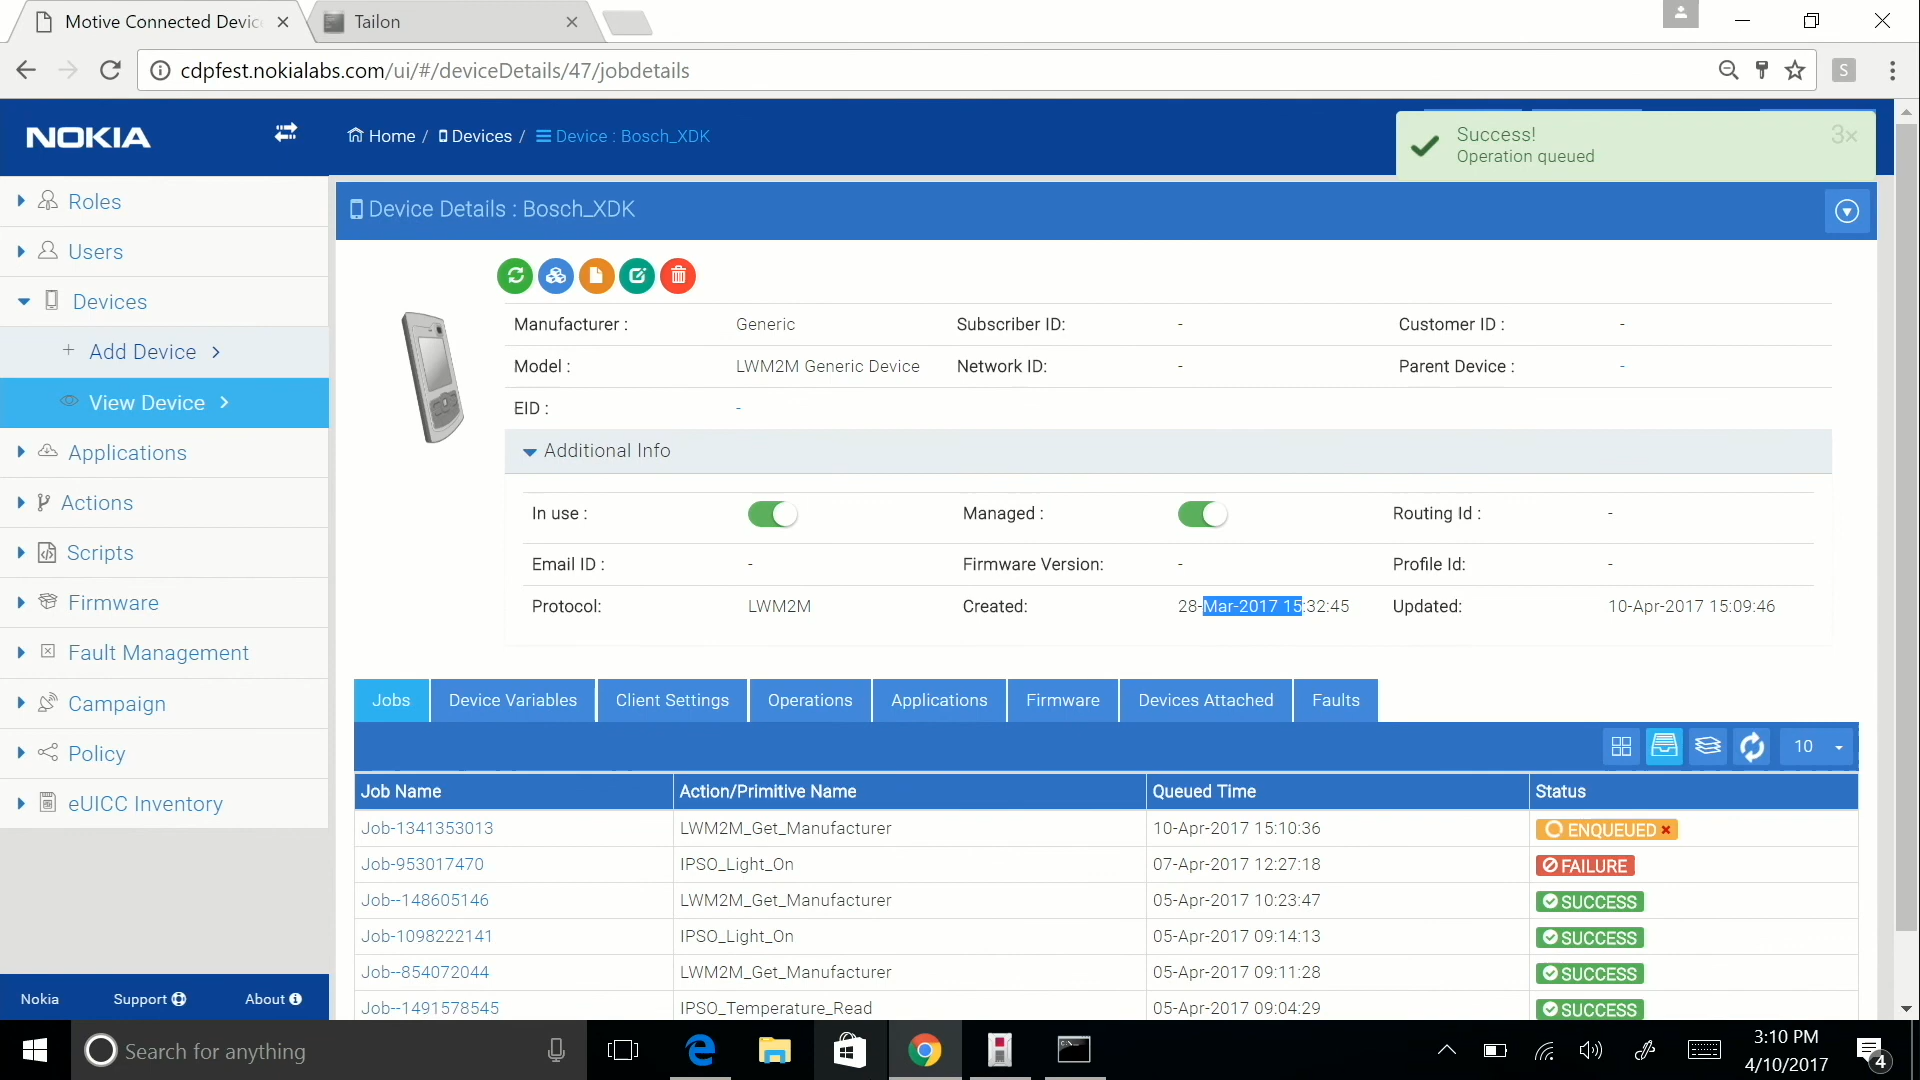 Motive Connected Devic
Tailon
cdpfest.nokialabs.com/ui/#/deviceDetails/47/jobdetails
S
NOKIA
Home / Devices / Device : Bosch_XDK
Success!
Operation queued
3×
Roles
Users
Devices
Add Device
View Device
Applications
Actions
Scripts
Firmware
Fault Management
Campaign
Policy
eUICC Inventory
Nokia Support About
Device Details : Bosch_XDK
Manufacturer : Generic Subscriber ID: - Customer ID : -
Model : LWM2M Generic Device Network ID: - Parent Device : -
EID : -
Additional Info
In use : Managed : Routing Id : -
Email ID : - Firmware Version: - Profile Id: -
Protocol: LWM2M Created: 28-Mar-2017 15:32:45 Updated: 10-Apr-2017 15:09:46
Jobs Device Variables Client Settings Operations Applications Firmware Devices Attached Faults
10
Job Name Action/Primitive Name Queued Time Status
Job-1341353013 LWM2M_Get_Manufacturer 10-Apr-2017 15:10:36 ENQUEUED ×
Job-953017470 IPSO_Light_On 07-Apr-2017 12:27:18 FAILURE
Job--148605146 LWM2M_Get_Manufacturer 05-Apr-2017 10:23:47 SUCCESS
Job-1098222141 IPSO_Light_On 05-Apr-2017 09:14:13 SUCCESS
Job--854072044 LWM2M_Get_Manufacturer 05-Apr-2017 09:11:28 SUCCESS
Job--1491578545 IPSO_Temperature_Read 05-Apr-2017 09:04:29 SUCCESS
Search for anything
3:10 PM
4/10/2017
4